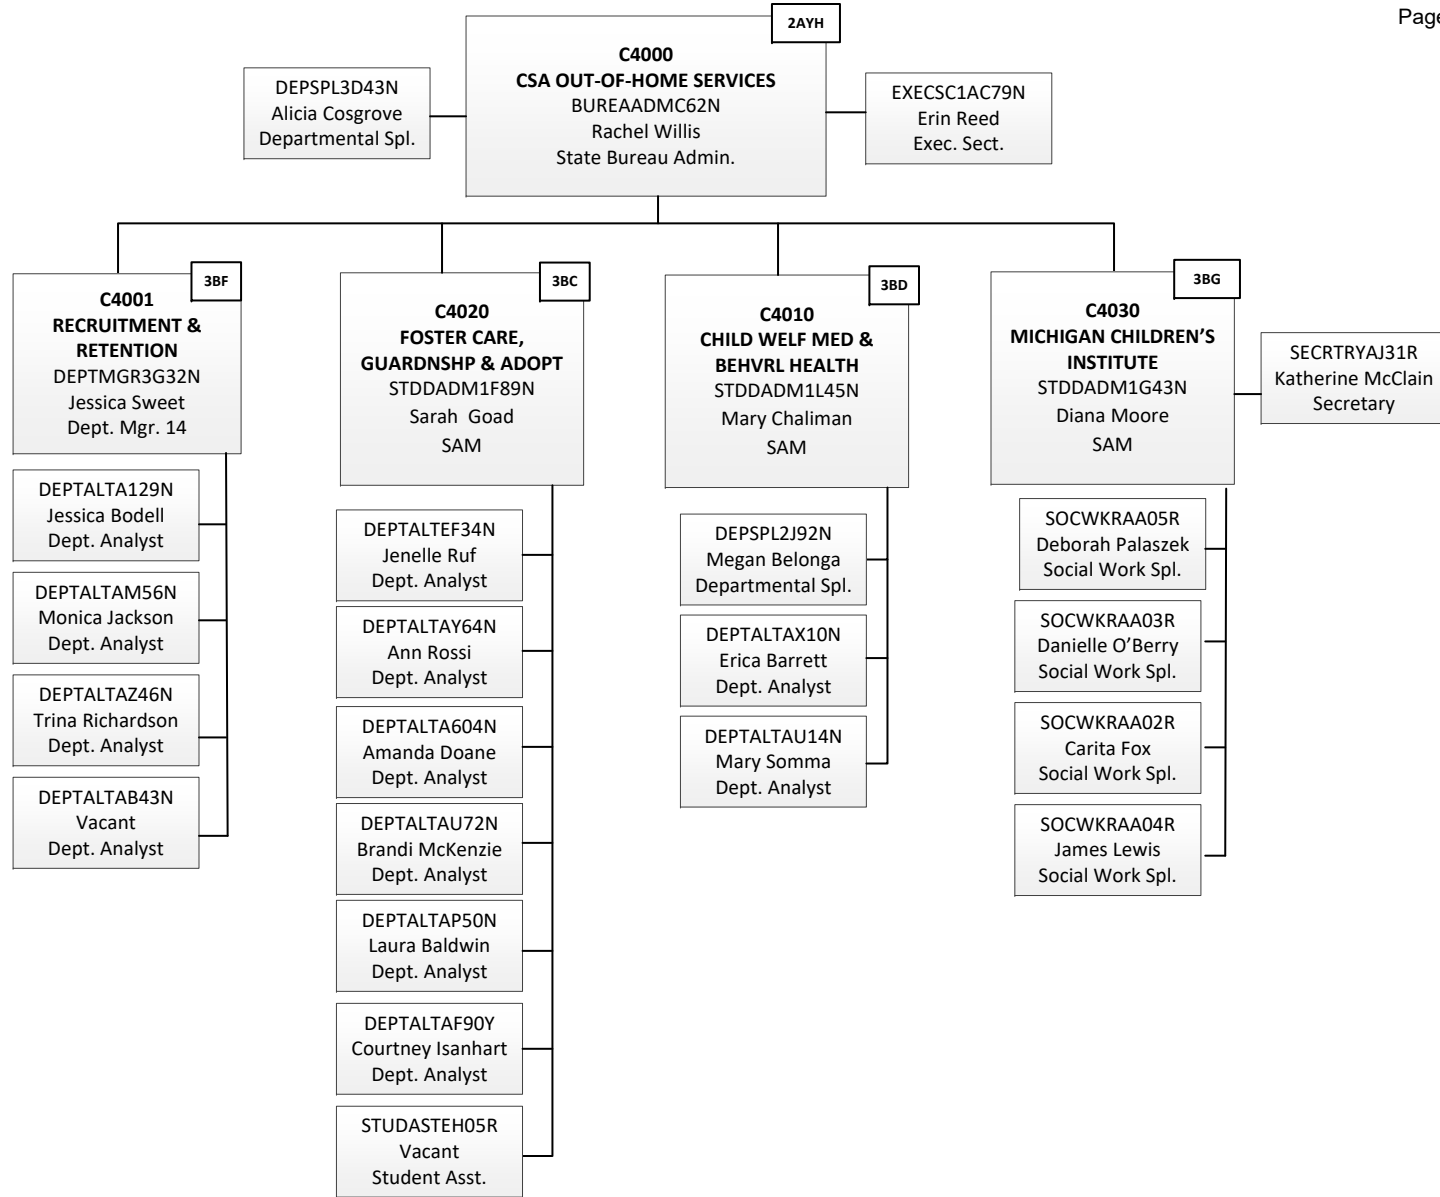 Page
2AYH
C4000
CSA OUT-OF-HOME SERVICES
BUREAADMC62N
Rachel Willis
State Bureau Admin.
DEPSPL3D43N
Alicia Cosgrove
Departmental Spl.
EXECSC1AC79N
Erin Reed
Exec. Sect.
3BF
C4001
RECRUITMENT &
RETENTION
DEPTMGR3G32N
Jessica Sweet
Dept. Mgr. 14
DEPTALTA129N
Jessica Bodell
Dept. Analyst
DEPTALTAM56N
Monica Jackson
Dept. Analyst
DEPTALTAZ46N
Trina Richardson
Dept. Analyst
DEPTALTAB43N
Vacant
Dept. Analyst
3BC
C4020
FOSTER CARE,
GUARDNSHP & ADOPT
STDDADM1F89N
Sarah  Goad
SAM
DEPTALTEF34N
Jenelle Ruf
Dept. Analyst
DEPTALTAY64N
Ann Rossi
Dept. Analyst
DEPTALTA604N
Amanda Doane
Dept. Analyst
DEPTALTAU72N
Brandi McKenzie
Dept. Analyst
DEPTALTAP50N
Laura Baldwin
Dept. Analyst
DEPTALTAF90Y
Courtney Isanhart
Dept. Analyst
STUDASTEH05R
Vacant
Student Asst.
3BD
C4010
CHILD WELF MED &
BEHVRL HEALTH
STDDADM1L45N
Mary Chaliman
SAM
DEPSPL2J92N
Megan Belonga
Departmental Spl.
DEPTALTAX10N
Erica Barrett
Dept. Analyst
DEPTALTAU14N
Mary Somma
Dept. Analyst
3BG
C4030
MICHIGAN CHILDREN'S
INSTITUTE
STDDADM1G43N
Diana Moore
SAM
SECRTRYAJ31R
Katherine McClain
Secretary
SOCWKRAA05R
Deborah Palaszek
Social Work Spl.
SOCWKRAA03R
Danielle O'Berry
Social Work Spl.
SOCWKRAA02R
Carita Fox
Social Work Spl.
SOCWKRAA04R
James Lewis
Social Work Spl.